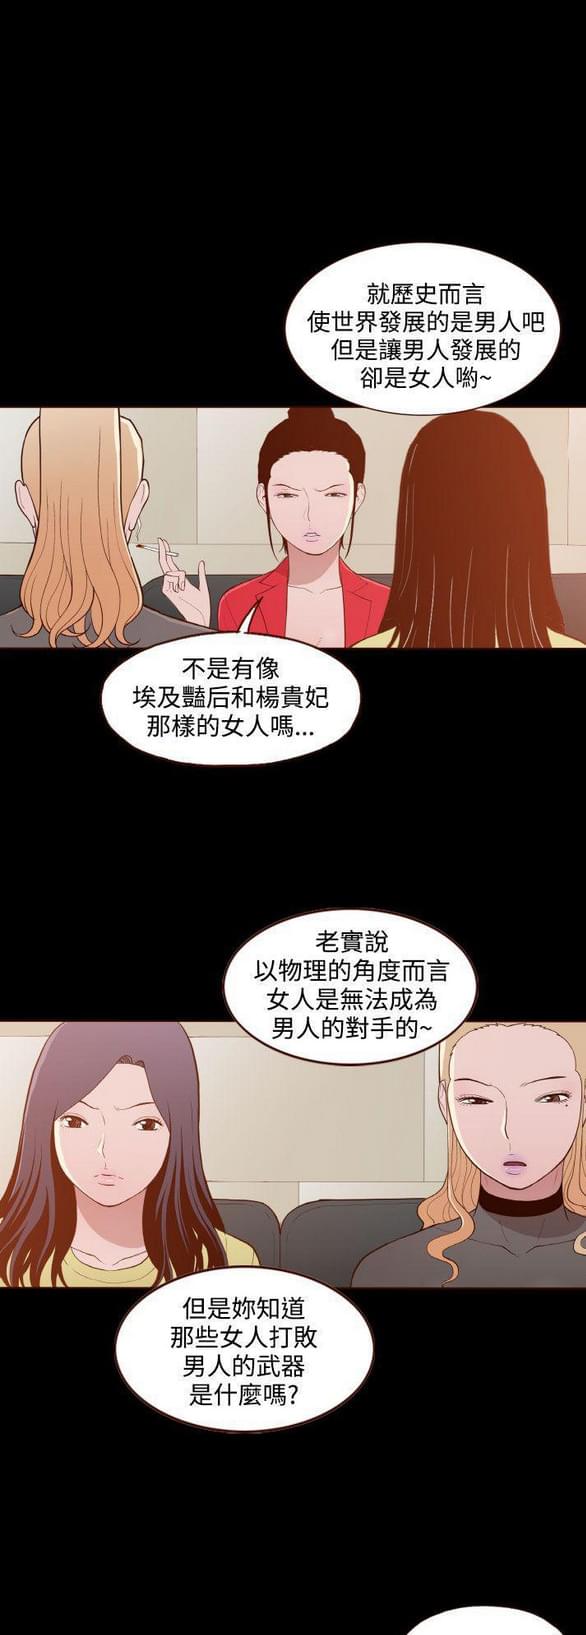 就歷史而言
使世界發展的是男人吧
但是讓男人發展的
卻是女人喲~
不是有像
埃及豔后和楊貴妃
那樣的女人嗎...
老實說
以物理的角度而言
女人是無法成為
男人的對手的~
但是妳知道
那些女人打敗
男人的武器
是什麼嗎?